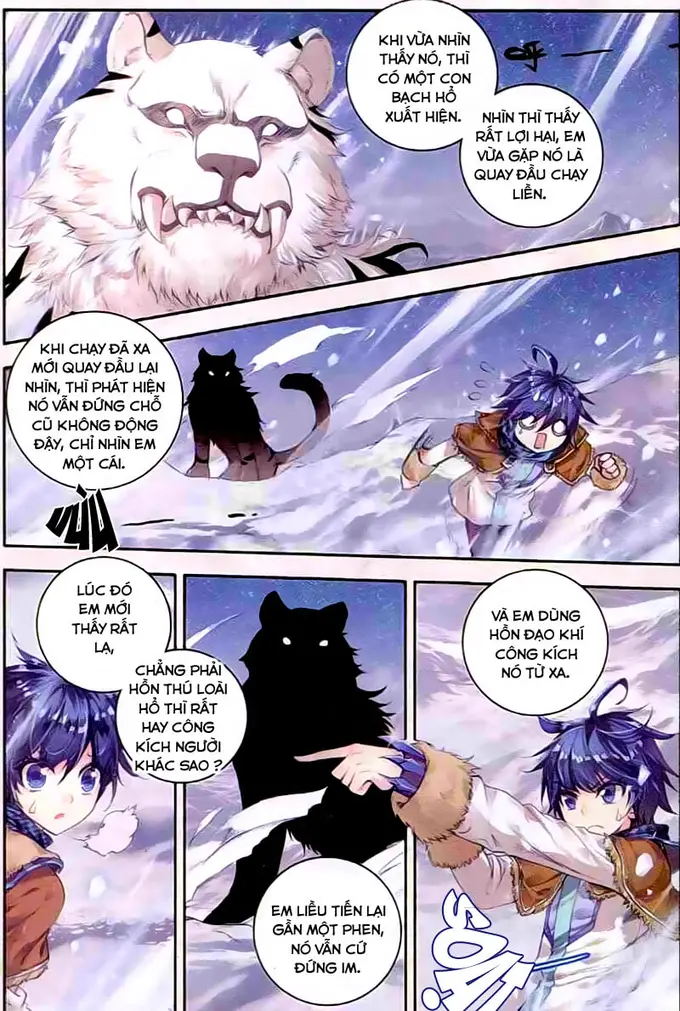 KHI VỪA NHÌN
THẤY NÓ, THÌ
CÓ MỘT CON
BẠCH HỔ
XUẤT HIỆN.
NHÌN THÌ THẤY
RẤT LỢI HẠI, EM
VỪA GẶP NÓ LÀ
QUAY ĐẦU CHẠY
LIỀN.
KHI CHẠY ĐÃ XA
MỚI QUAY ĐẦU LẠI
NHÌN, THÌ PHÁT HIỆN
NÓ VẪN ĐỨNG CHỖ
CŨ KHÔNG ĐỘNG
ĐẬY, CHỈ NHÌN EM
MỘT CÁI.
VÙÙ
LÚC ĐÓ
EM MỚI
THẤY RẤT
LẠ,
CHẲNG PHẢI
HỒN THÚ LOÀI
HỔ THÌ RẤT
HAY CÔNG
KÍCH NGƯỜI
KHÁC SAO ?
VÀ EM DÙNG
HỒN ĐẠO KHÍ
CÔNG KÍCH
NÓ TỪ XA.
EM LIỀU TIẾN LẠI
GẦN MỘT PHEN,
NÓ VẪN CỨ
ĐỨNG IM.
SOẠT!